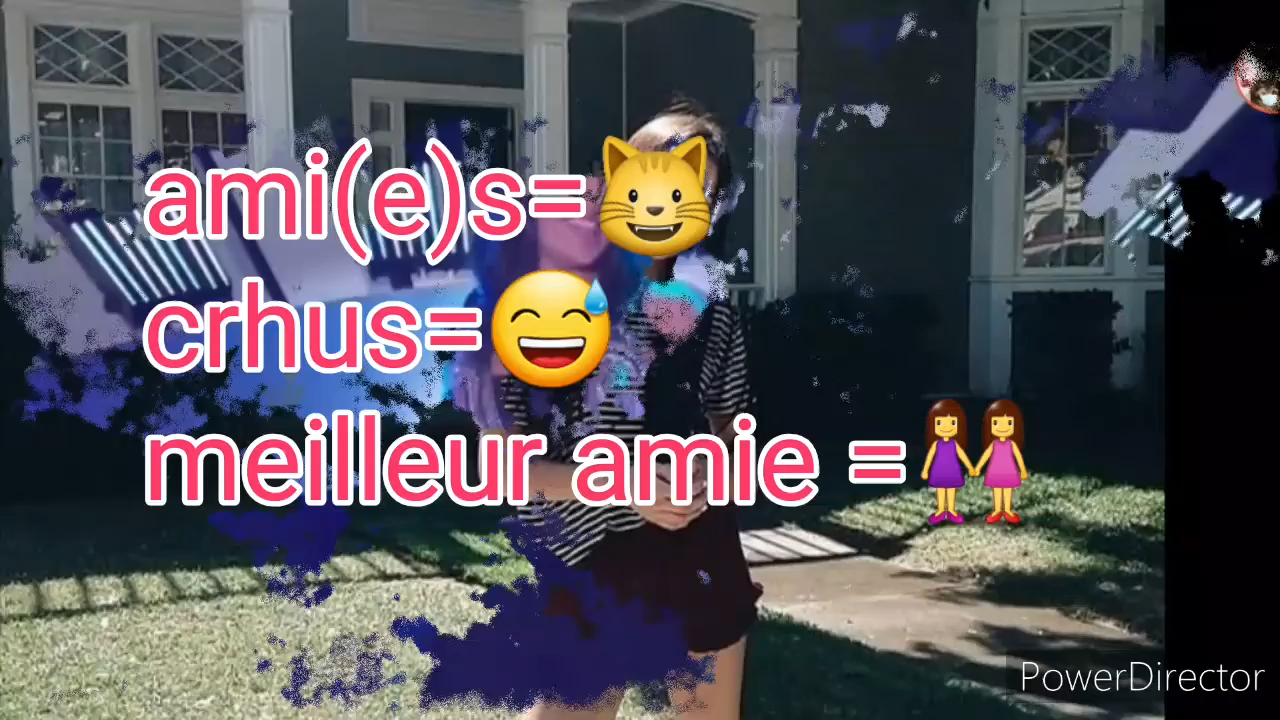 ami(e)s=😺
crhus=😅
meilleur amie =👭
PowerDirector